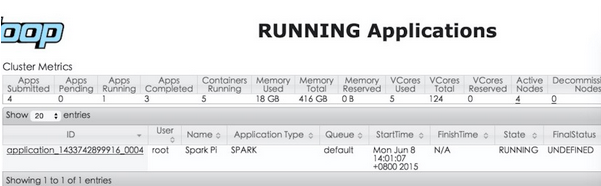 oop
RUNNING Applications
Cluster Metrics
Apps Submitted Apps Pending Apps Running Apps Completed Containers Running Memory Used Memory Total Memory Reserved VCores Used VCores Total VCores Reserved Active Nodes Decommissi Nodes
4 0 1 3 5 18 GB 416 GB 0 B 5 124 0 4 0
Show 20 entries
ID User Name Application Type Queue StartTime FinishTime State FinalStatus
application_1433742899916_0004 root Spark Pi SPARK default Mon Jun 8 14:01:07 +0800 2015 N/A RUNNING UNDEFINED
Showing 1 to 1 of 1 entries